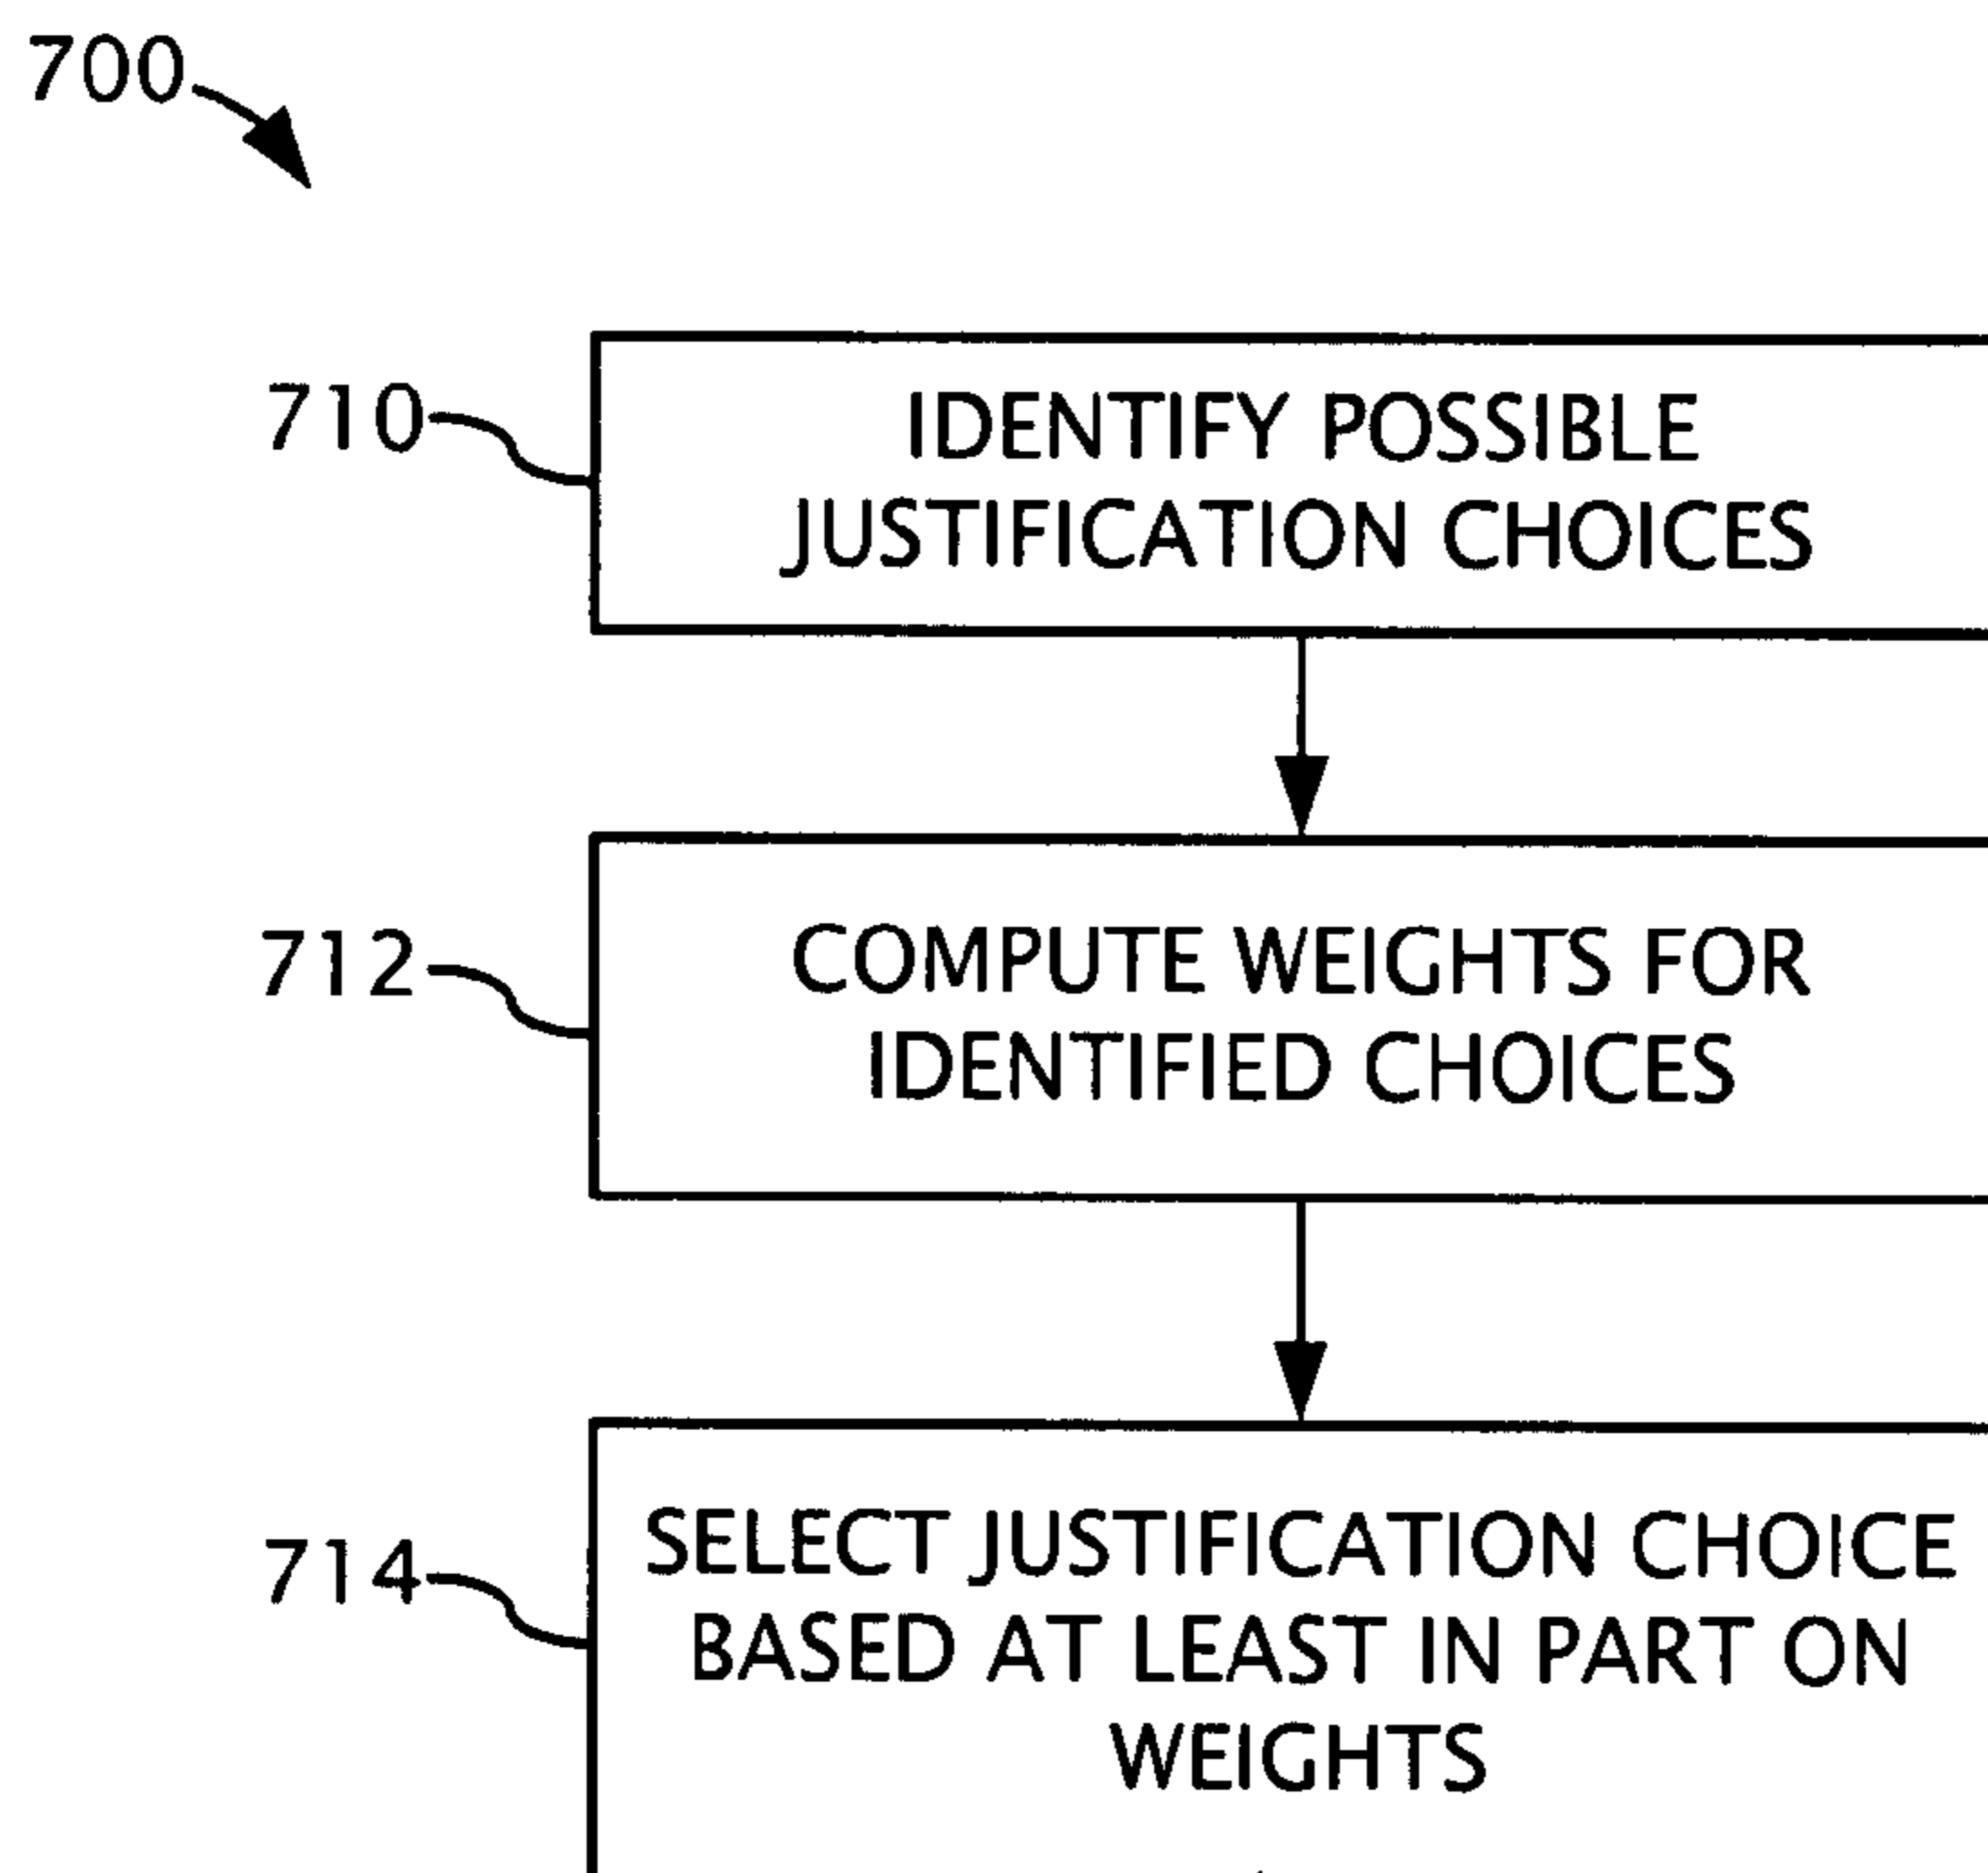 700
710
IDENTIFY POSSIBLE
JUSTIFICATION CHOICES
712
COMPUTE WEIGHTS FOR
IDENTIFIED CHOICES
714
SELECT JUSTIFICATION CHOICE
BASED AT LEAST IN PART ON
WEIGHTS